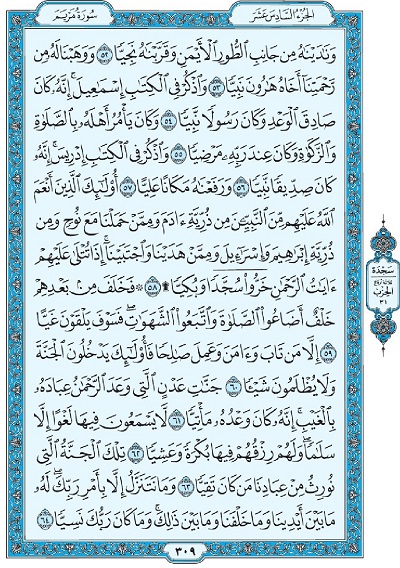 الجزء السادس عشر
سورة مريم
وَنَٰدَيْنَٰهُ مِن جَانِبِ ٱلطُّورِ ٱلْأَيْمَنِ وَقَرَّبْنَٰهُ نَجِيًّا ۝٥٢ وَوَهَبْنَا لَهُۥ مِن
رَّحْمَتِنَآ أَخَاهُ هَٰرُونَ نَبِيًّا ۝٥٣ وَٱذْكُرْ فِى ٱلْكِتَٰبِ إِسْمَٰعِيلَ ۚ إِنَّهُۥ كَانَ
صَادِقَ ٱلْوَعْدِ وَكَانَ رَسُولًا نَّبِيًّا ۝٥٤ وَكَانَ يَأْمُرُ أَهْلَهُۥ بِٱلصَّلَوٰةِ
وَٱلزَّكَوٰةِ وَكَانَ عِندَ رَبِّهِۦ مَرْضِيًّا ۝٥٥ وَٱذْكُرْ فِى ٱلْكِتَٰبِ إِدْرِيسَ ۚ إِنَّهُۥ
كَانَ صِدِّيقًا نَّبِيًّا ۝٥٦ وَرَفَعْنَٰهُ مَكَانًا عَلِيًّا ۝٥٧ أُو۟لَٰٓئِكَ ٱلَّذِينَ أَنْعَمَ
ٱللَّهُ عَلَيْهِم مِّنَ ٱلنَّبِيِّـۧنَ مِن ذُرِّيَّةِ ءَادَمَ وَمِمَّنْ حَمَلْنَا مَعَ نُوحٍ وَمِن
ذُرِّيَّةِ إِبْرَٰهِيمَ وَإِسْرَٰٓءِيلَ وَمِمَّنْ هَدَيْنَا وَٱجْتَبَيْنَآ ۚ إِذَا تُتْلَىٰ عَلَيْهِمْ
ءَايَٰتُ ٱلرَّحْمَٰنِ خَرُّوا۟ سُجَّدًا وَبُكِيًّا ۩ ۝٥٨ ۞ فَخَلَفَ مِنۢ بَعْدِهِمْ
خَلْفٌ أَضَاعُوا۟ ٱلصَّلَوٰةَ وَٱتَّبَعُوا۟ ٱلشَّهَوَٰتِ ۖ فَسَوْفَ يَلْقَوْنَ غَيًّا
۝٥٩ إِلَّا مَن تَابَ وَءَامَنَ وَعَمِلَ صَٰلِحًا فَأُو۟لَٰٓئِكَ يَدْخُلُونَ ٱلْجَنَّةَ
وَلَا يُظْلَمُونَ شَيْـًٔا ۝٦٠ جَنَّٰتِ عَدْنٍ ٱلَّتِى وَعَدَ ٱلرَّحْمَٰنُ عِبَادَهُۥ
بِٱلْغَيْبِ ۚ إِنَّهُۥ كَانَ وَعْدُهُۥ مَأْتِيًّا ۝٦١ لَّا يَسْمَعُونَ فِيهَا لَغْوًا إِلَّا
سَلَٰمًا ۖ وَلَهُمْ رِزْقُهُمْ فِيهَا بُكْرَةً وَعَشِيًّا ۝٦٢ تِلْكَ ٱلْجَنَّةُ ٱلَّتِى
نُورِثُ مِنْ عِبَادِنَا مَن كَانَ تَقِيًّا ۝٦٣ وَمَا نَتَنَزَّلُ إِلَّا بِأَمْرِ رَبِّكَ ۖ لَهُۥ
مَا بَيْنَ أَيْدِينَا وَمَا خَلْفَنَا وَمَا بَيْنَ ذَٰلِكَ ۚ وَمَا كَانَ رَبُّكَ نَسِيًّا ۝٦٤
سجدة
الحزب
٣١
٣٠٩